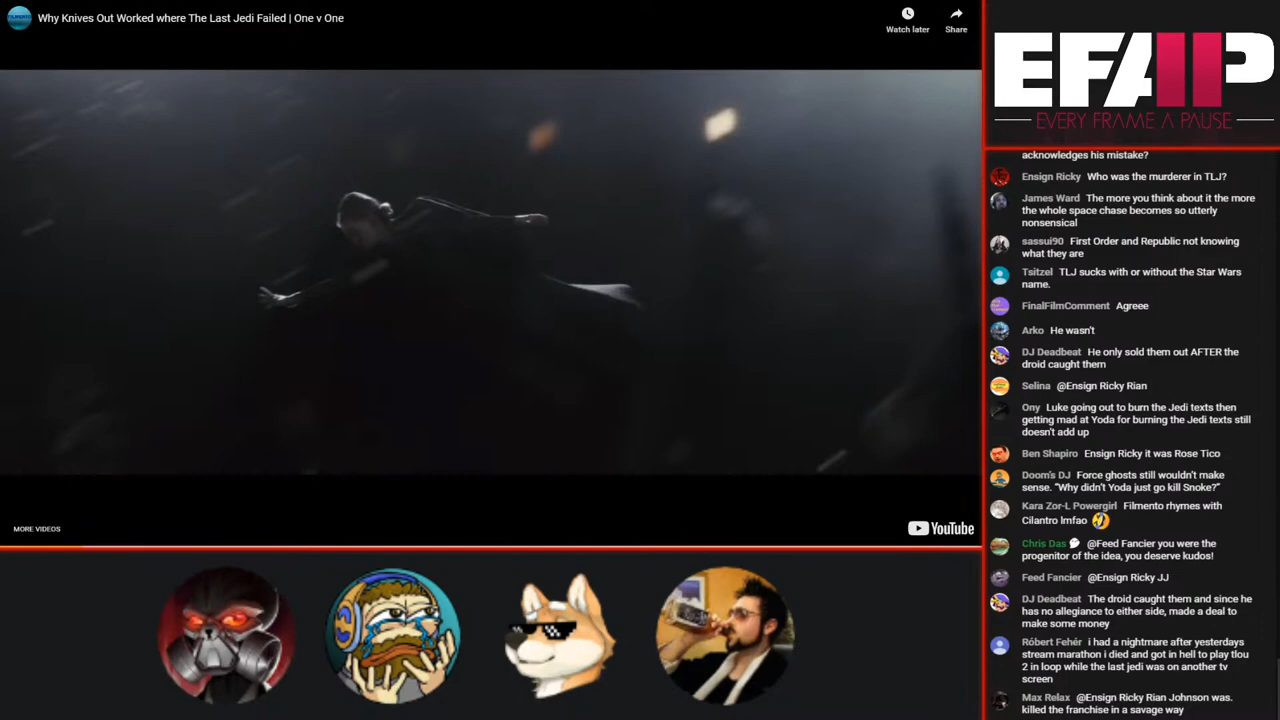 Why Knives Out Worked where The Last Jedi Failed | One v One
Watch later
Share
MORE VIDEOS
YouTube
EFAP
EVERY FRAME A PAUSE
acknowledges his mistake?
Ensign Ricky Who was the murderer in TLJ?
James Ward The more you think about it the more
the whole space chase becomes so utterly
nonsensical
sassui90 First Order and Republic not knowing
what they are
Tsitzel TLJ sucks with or without the Star Wars
name.
FinalFilmComment Agreee
Arko He wasn't
DJ Deadbeat He only sold them out AFTER the
droid caught them
Selina @Ensign Ricky Rian
Ony Luke going out to burn the Jedi texts then
getting mad at Yoda for burning the Jedi texts still
doesn't add up
Ben Shapiro Ensign Ricky it was Rose Tico
Doom's DJ Force ghosts still wouldn't make
sense. "Why didn't Yoda just go kill Snoke?"
Kara Zor-L Powergirl Filmento rhymes with
Cilantro lmfao
Chris Das @Feed Fancier you were the
progenitor of the idea, you deserve kudos!
Feed Fancier @Ensign Ricky JJ
DJ Deadbeat The droid caught them and since he
has no allegiance to either side, made a deal to
make some money
Róbert Fehér i had a nightmare after yesterdays
stream marathon i died and got in hell to play tlou
2 in loop while the last jedi was on another tv
screen
Max Relax @Ensign Ricky Rian Johnson was.
killed the franchise in a savage way